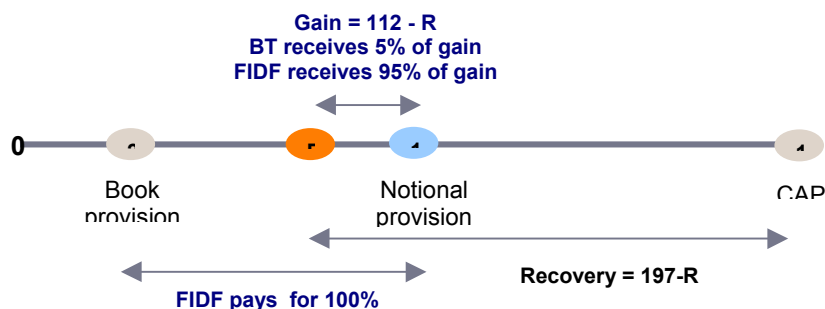 Gain = 112 - R
BT receives 5% of gain
FIDF receives 95% of gain
0
Book
provision
Notional
provision
CAP
Recovery = 197-R
FIDF pays  for 100%